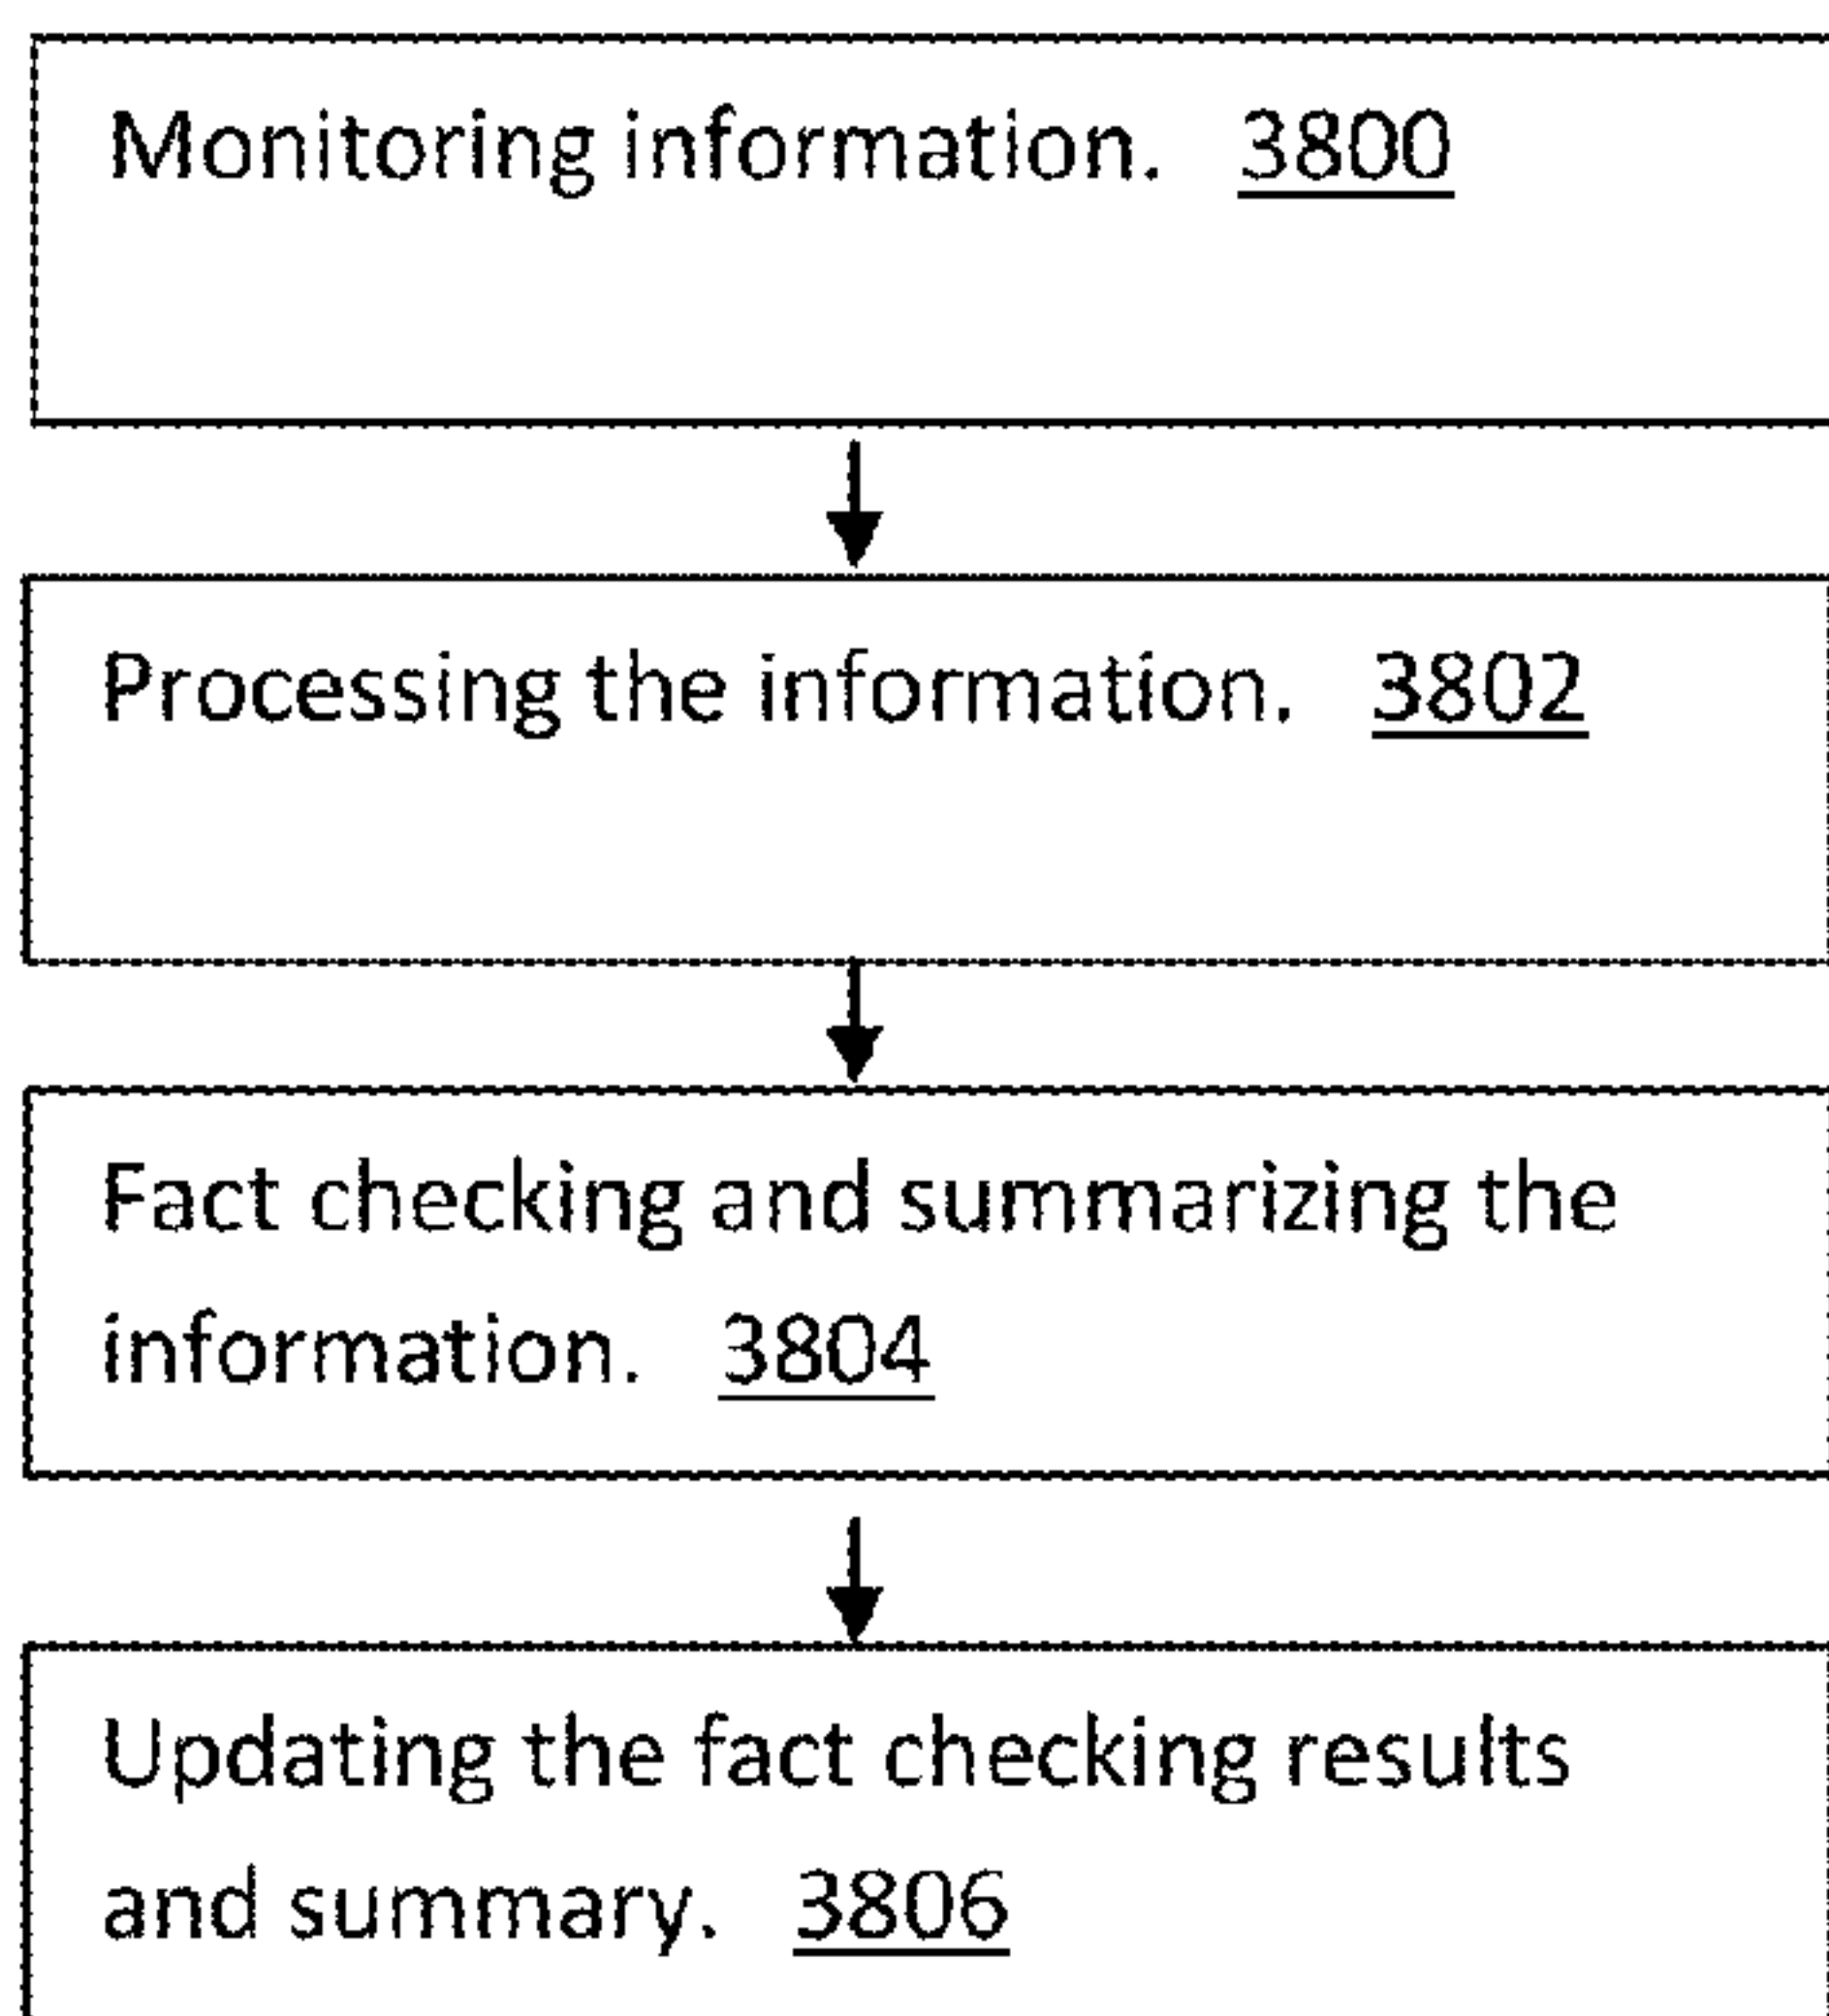 Monitoring information. 3800
Processing the information. 3802
Fact checking and summarizing the
information. 3804
Updating the fact checking results
and summary. 3806